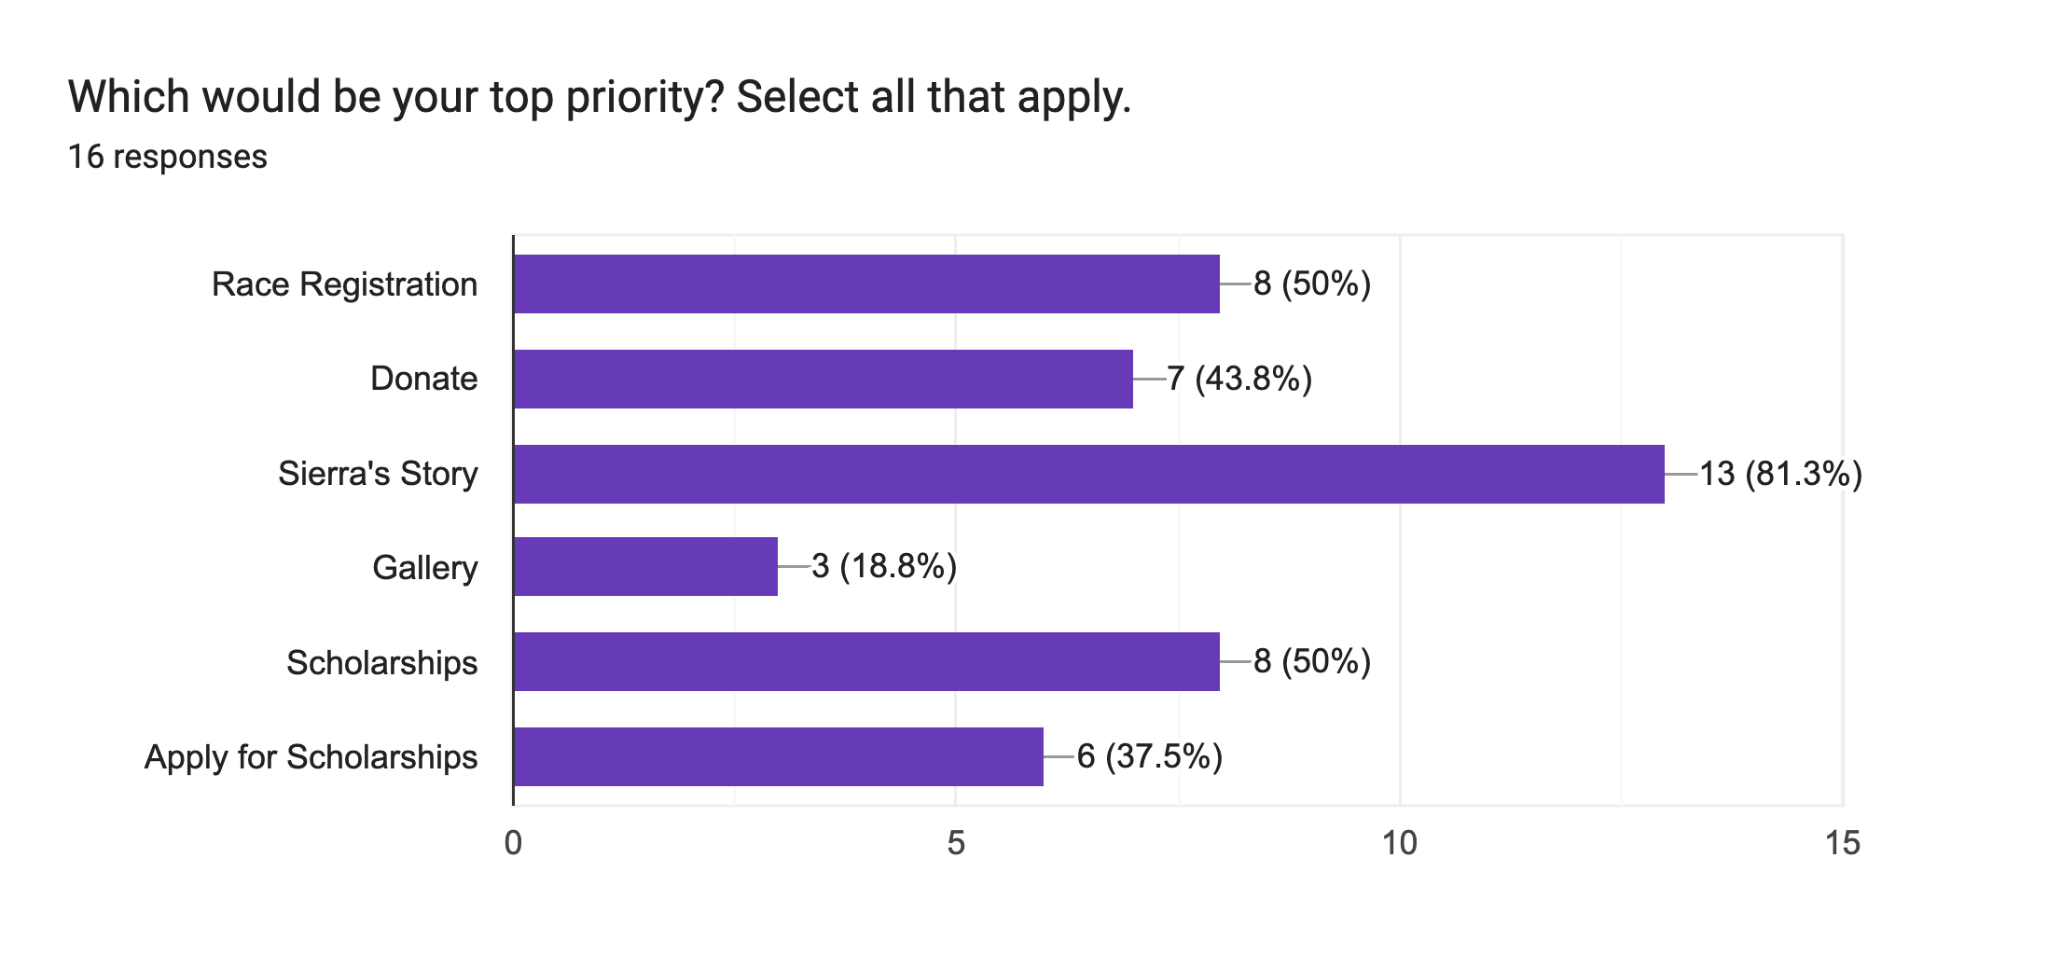 Which would be your top priority? Select all that apply.
16 responses
Race Registration 8 (50%)
Donate 7 (43.8%)
Sierra's Story 13 (81.3%)
Gallery 3 (18.8%)
Scholarships 8 (50%)
Apply for Scholarships 6 (37.5%)
0 5 10 15